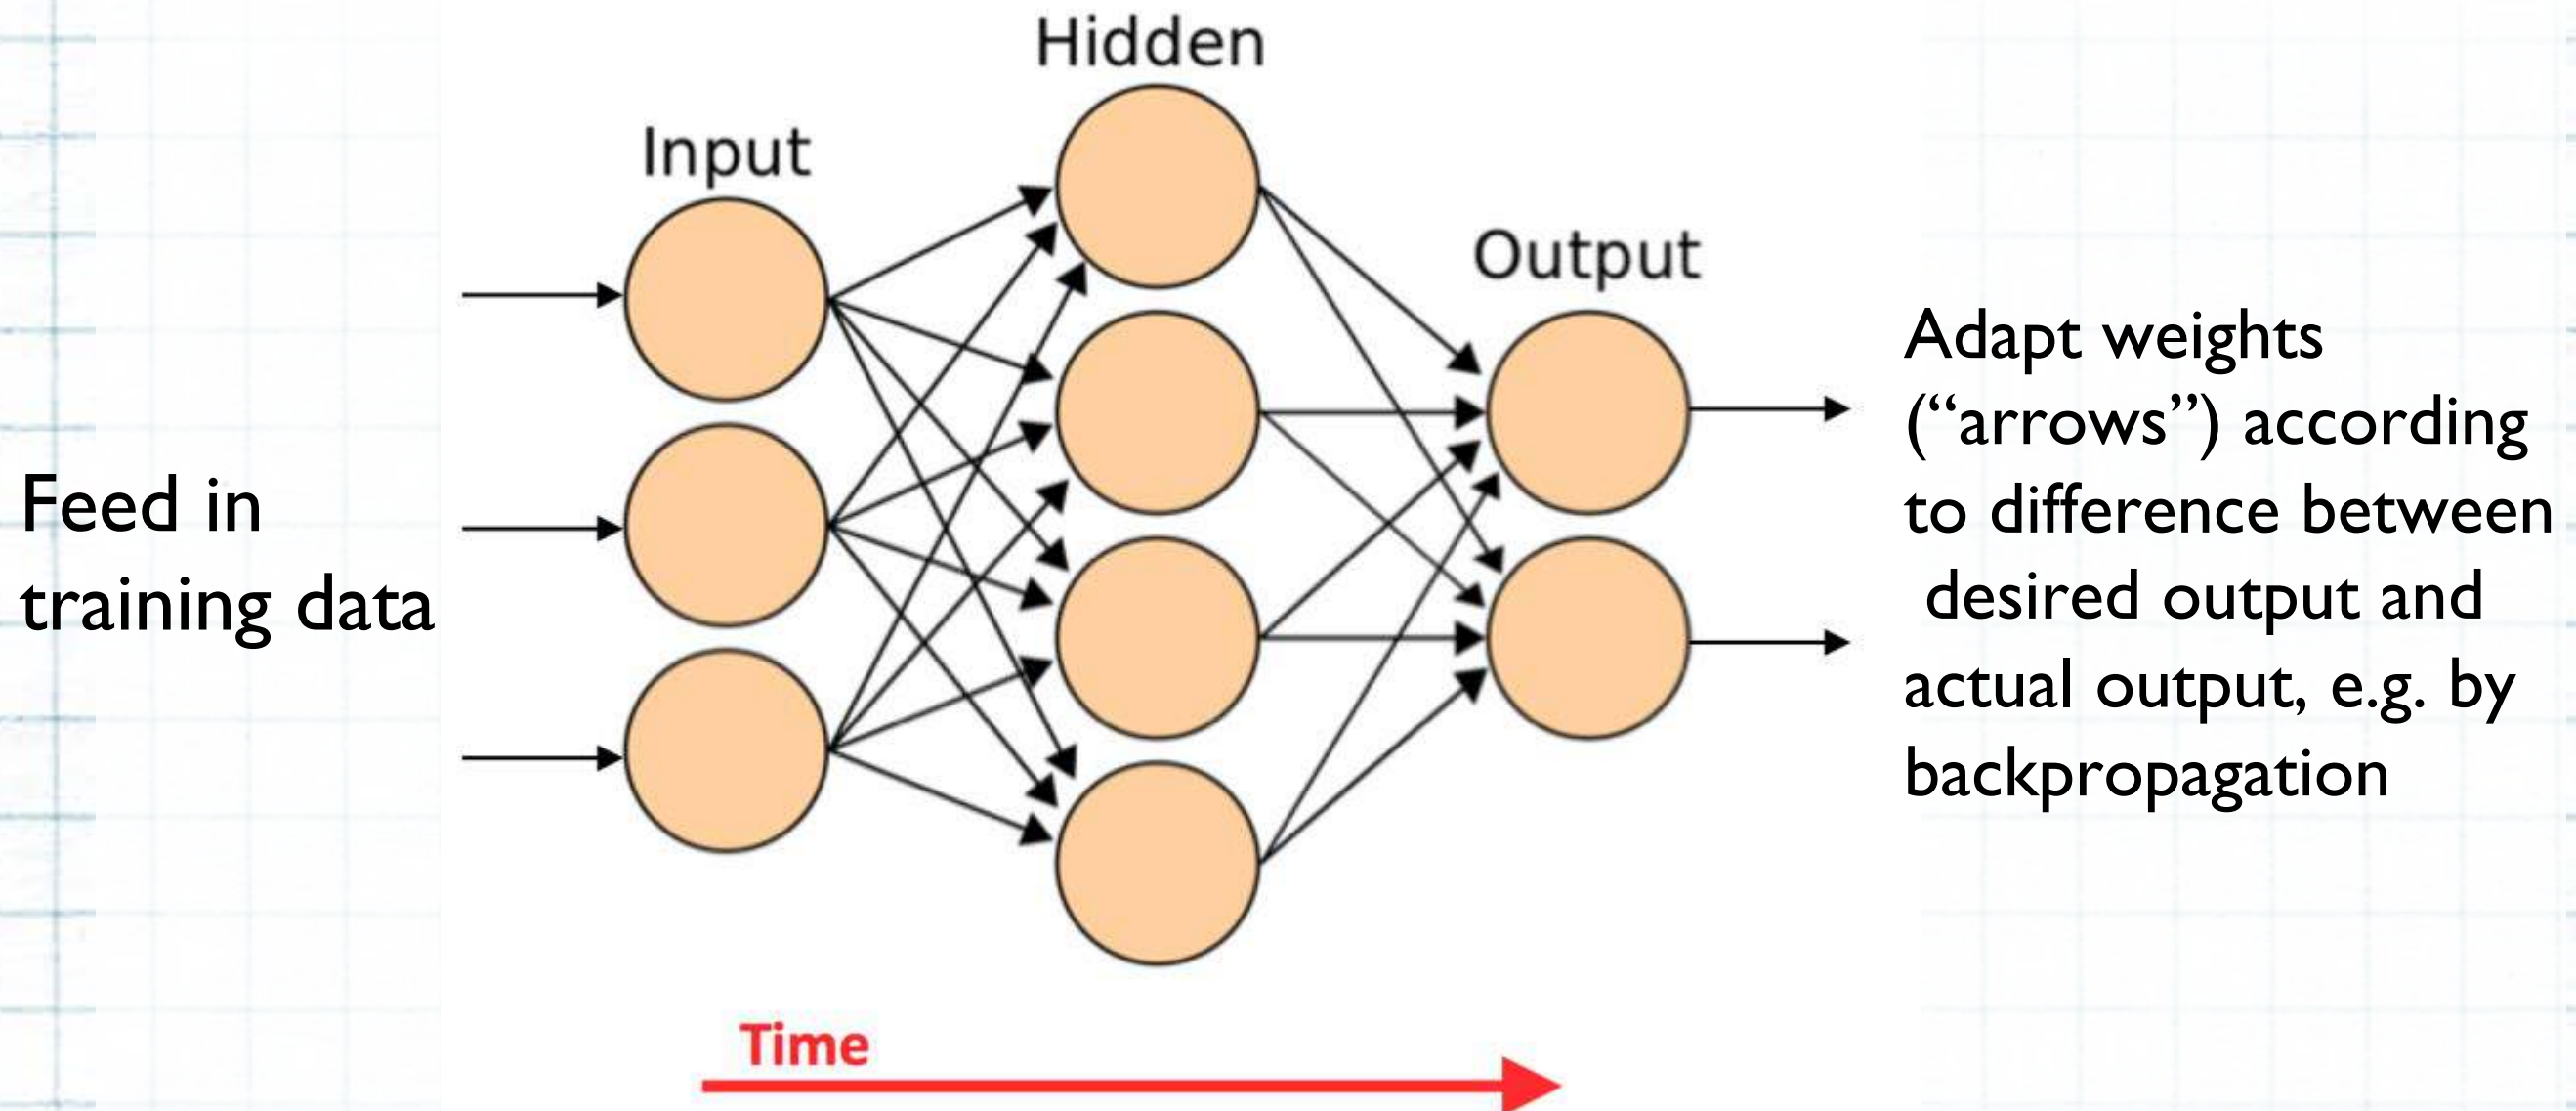 Hidden
Input
Output
Feed in
training data
Adapt weights
(“arrows”) according
to difference between
desired output and
actual output, e.g. by
backpropagation
Time